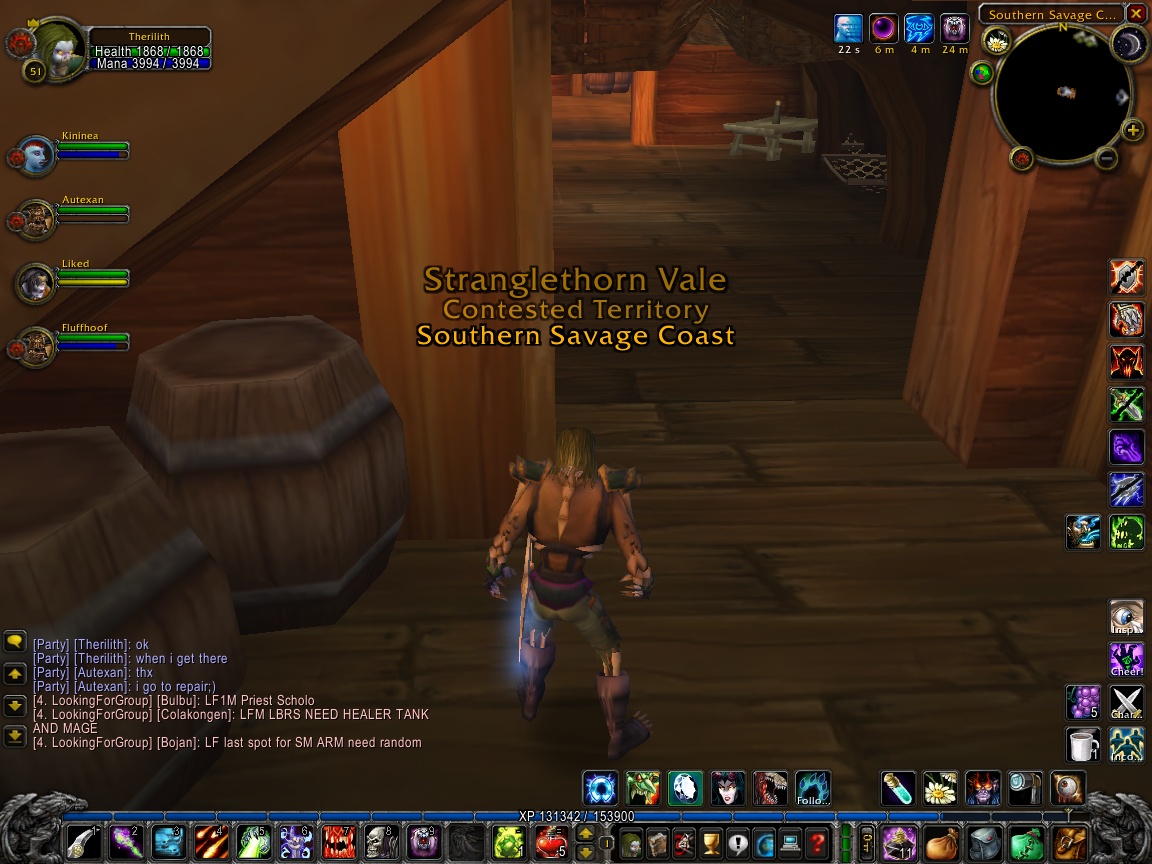 Therilith
Health 1868 / 1868
Mana 3994 / 3994
51
22 s
6 m
4 m
24 m
Southern Savage C...
N
Kininea
Autexan
Liked
Fluffhoof
Stranglethorn Vale
Contested Territory
Southern Savage Coast
[Party] [Therilith]: ok
[Party] [Therilith]: when i get there
[Party] [Autexan]: thx
[Party] [Autexan]: i go to repair;)
[4. LookingForGroup] [Bulbu]: LF1M Priest Scholo
[4. LookingForGroup] [Colakongen]: LFM LBRS NEED HEALER TANK
AND MAGE
[4. LookingForGroup] [Bojan]: LF last spot for SM ARM need random
Insp
Cheer!
5
Char...
1
Follo...
XP 131342 / 153900
1 2 3 4 5 6 7 8 9
5
1
11